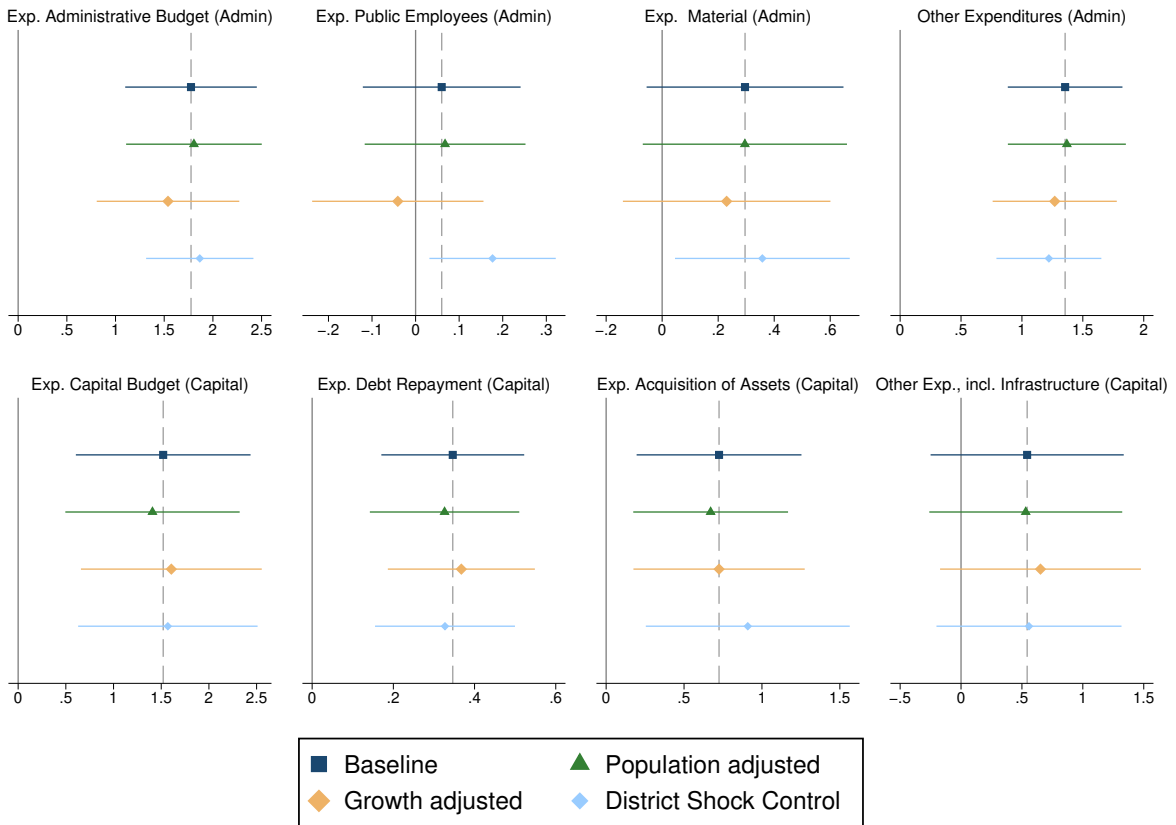 Exp. Administrative Budget (Admin)
0 .5 1 1.5 2 2.5
Exp. Public Employees (Admin)
−.2 −.1 0 .1 .2 .3
Exp. Material (Admin)
−.2 0 .2 .4 .6
Other Expenditures (Admin)
0 .5 1 1.5 2
Exp. Capital Budget (Capital)
0 .5 1 1.5 2 2.5
Exp. Debt Repayment (Capital)
0 .2 .4 .6
Exp. Acquisition of Assets (Capital)
0 .5 1 1.5
Other Exp., incl. Infrastructure (Capital)
−.5 0 .5 1 1.5
Baseline
Population adjusted
Growth adjusted
District Shock Control